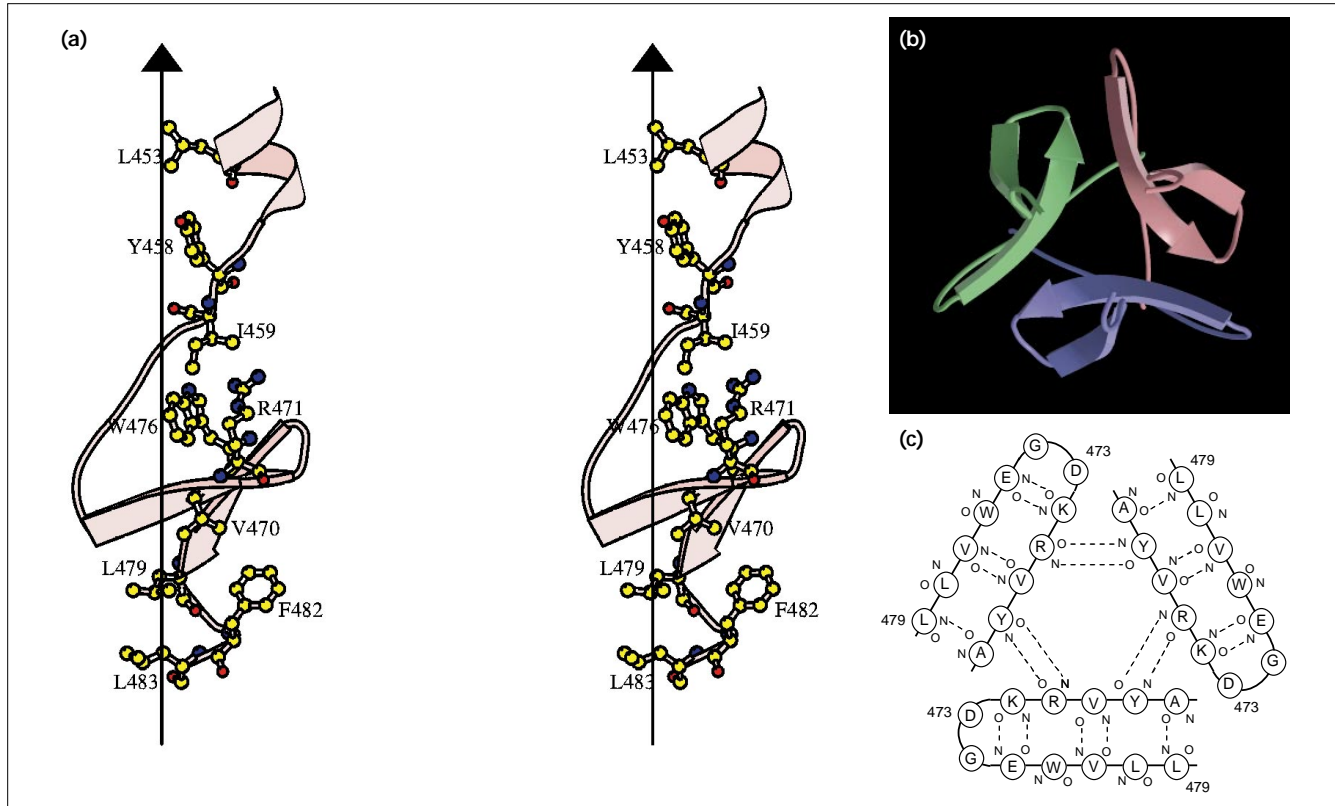 (a)
L453
Y458
I459
W476
R471
V470
L479
F482
L483
L453
Y458
I459
W476
R471
V470
L479
F482
L483
(b)
(c)
G
E D 473
N O
O N
W K
N O
V R
N O
O N
L V
479 L Y
N O
O N
A
479
L
A L
N O
Y V
O N
V W
R E
K G
D
473
O N
473 D K R V Y A
O N O N O N
G E W V L L
N O N O N O
479